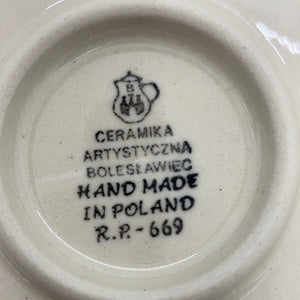 B
CERAMIKA
ARTYSTYCZNA
BOLESŁAWIEC
HAND MADE
IN POLAND
R.P.-669